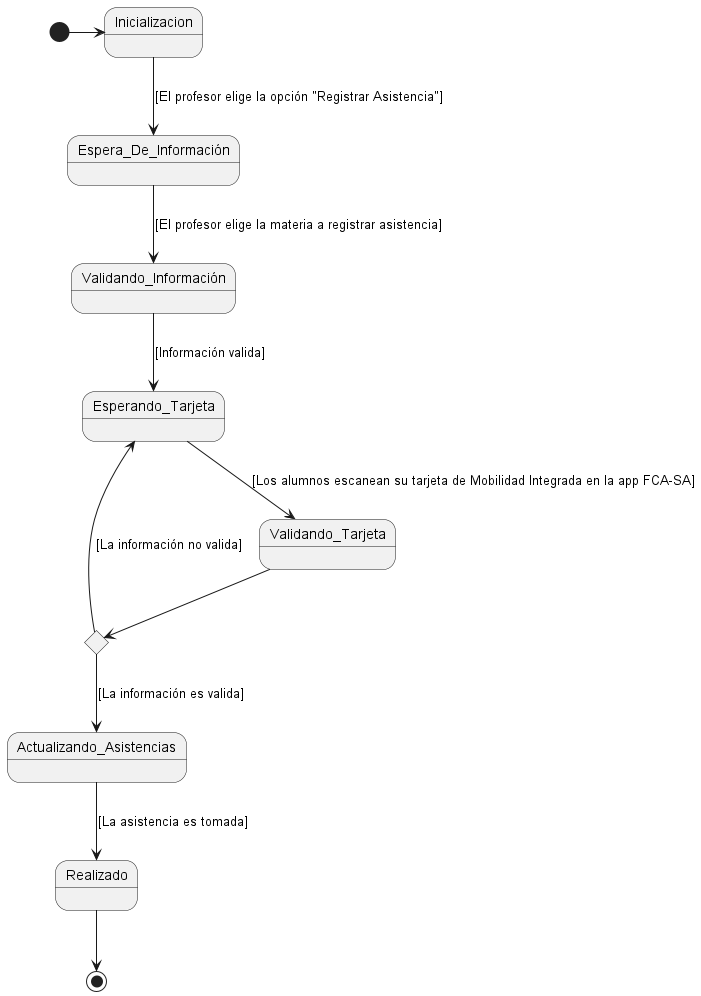 Inicializacion
[El profesor elige la opción "Registrar Asistencia"]
Espera_De_Información
[El profesor elige la materia a registrar asistencia]
Validando_Información
[Información valida]
Esperando_Tarjeta
[Los alumnos escanean su tarjeta de Mobilidad Integrada en la app FCA-SA]
Validando_Tarjeta
[La información no valida]
[La información es valida]
Actualizando_Asistencias
[La asistencia es tomada]
Realizado